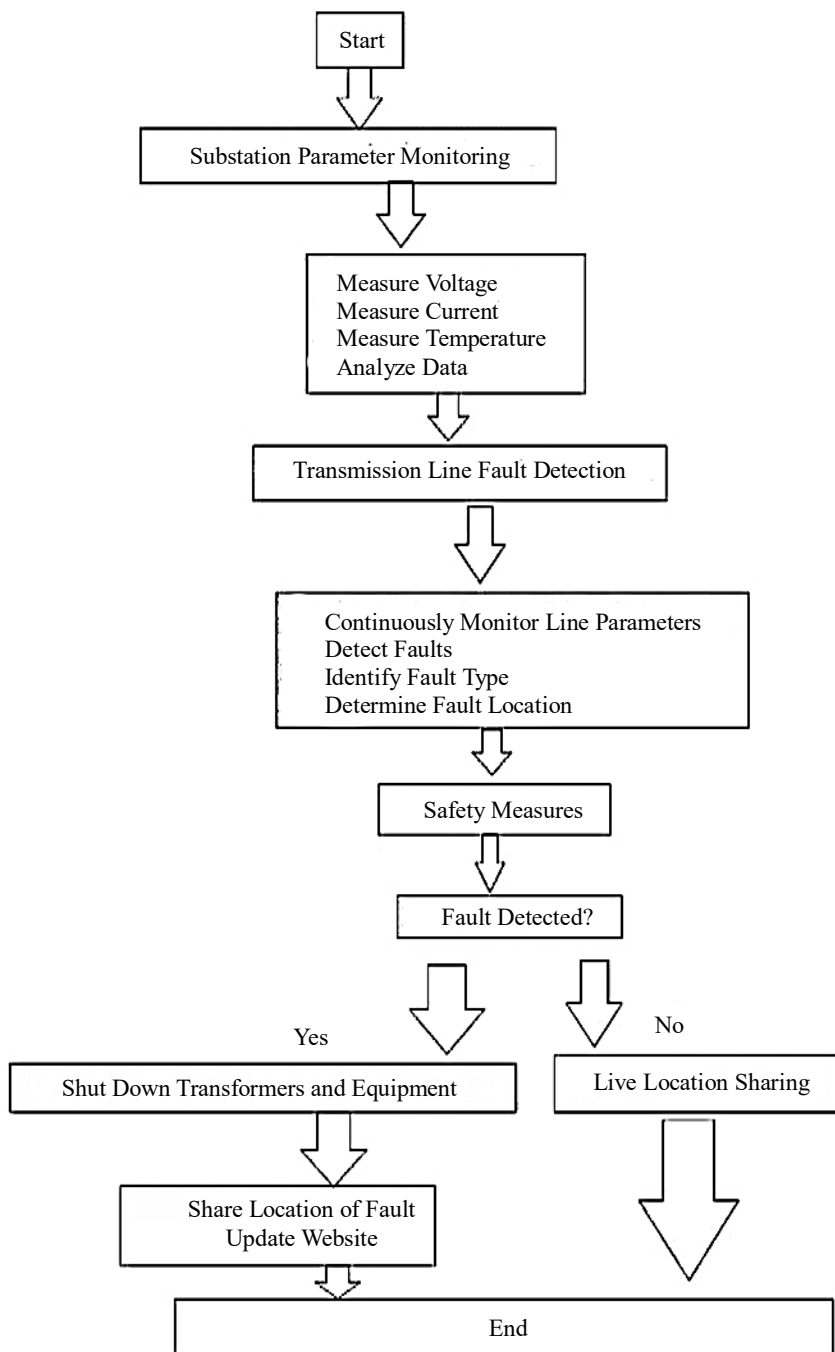 Start
Substation Parameter Monitoring
Measure Voltage
Measure Current
Measure Temperature
Analyze Data
Transmission Line Fault Detection
Continuously Monitor Line Parameters
Detect Faults
Identify Fault Type
Determine Fault Location
Safety Measures
Fault Detected?
Yes
No
Shut Down Transformers and Equipment
Live Location Sharing
Share Location of Fault
Update Website
End